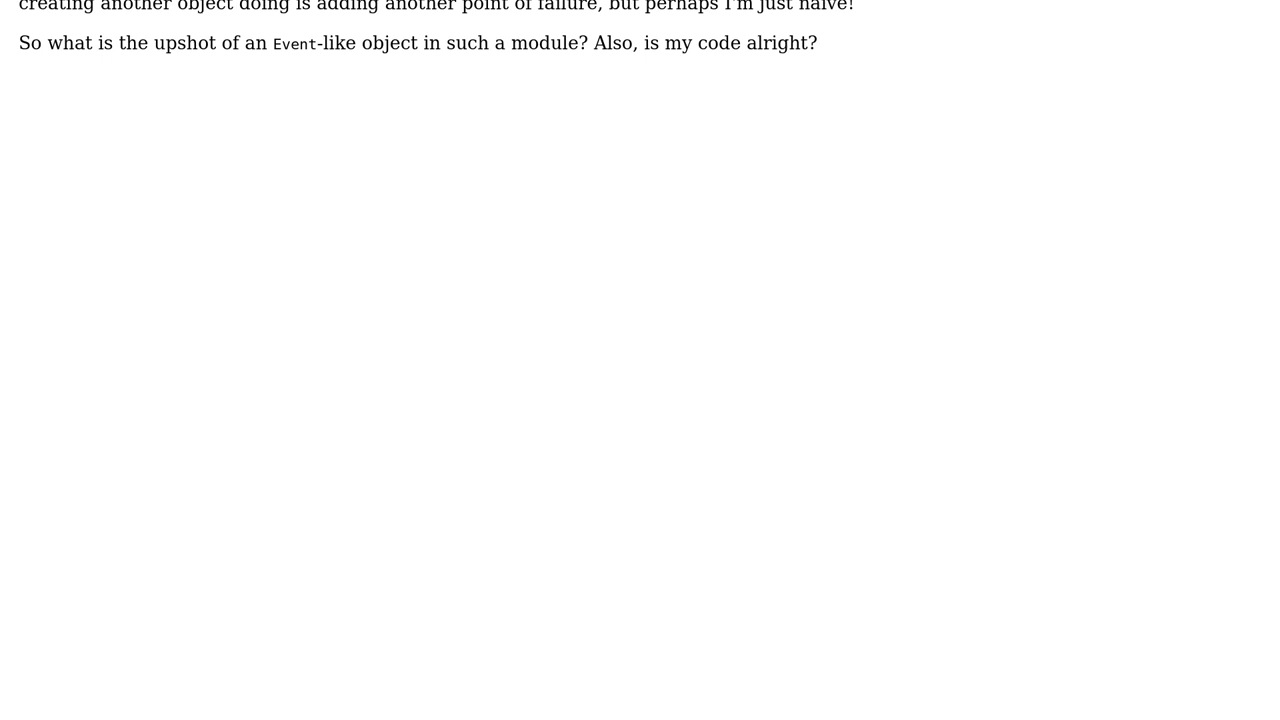 creating another object doing is adding another point of failure, but perhaps I'm just naive!
So what is the upshot of an Event-like object in such a module? Also, is my code alright?